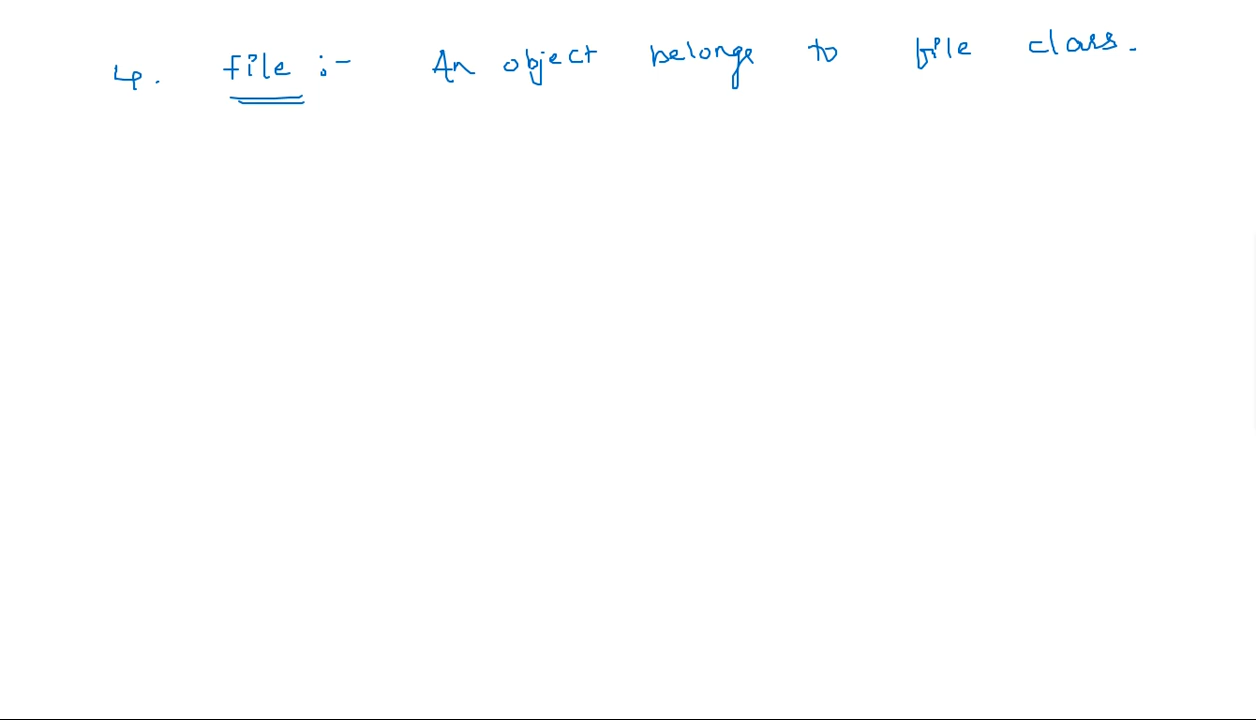 4. file :- An object belongs to file class.